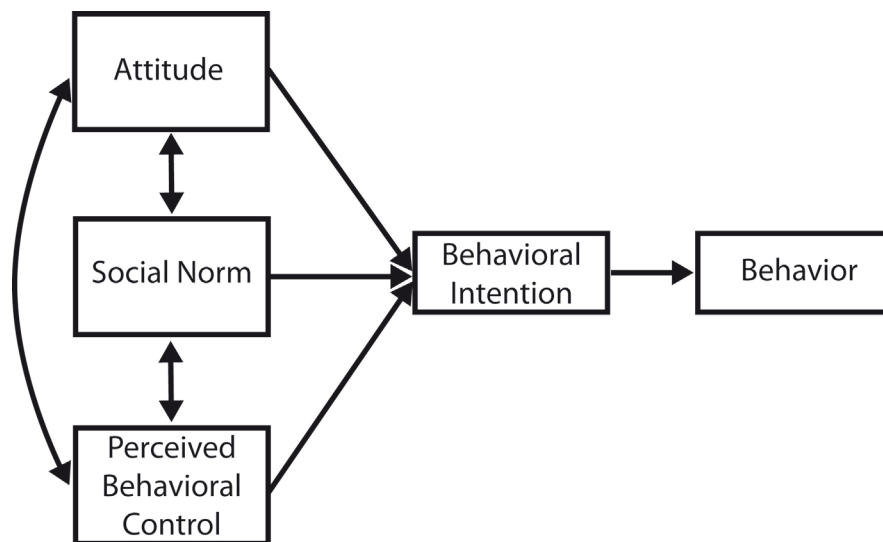 Attitude
Social Norm
Perceived
Behavioral
Control
Behavioral
Intention
Behavior